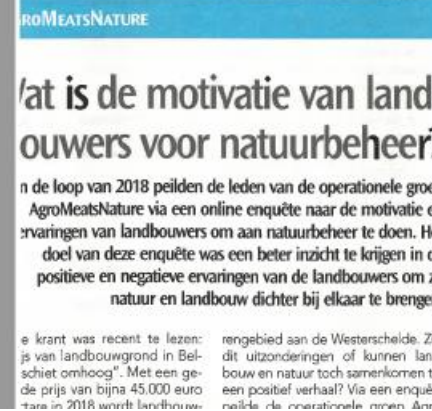 roMeatsNature
at is de motivatie van land
ouwers voor natuurbeheer
n de loop van 2018 peilden de leden van de operationele groe
AgroMeatsNature via een online enquête naar de motivatie e
ervaringen van landbouwers om aan natuurbeheer te doen. H
doel van deze enquête was een beter inzicht te krijgen in
positieve en negatieve ervaringen van de landbouwers om
natuur en landbouw dichter bij elkaar te brenge
e krant was recent te lezen:
js van landbouwgrond in Bel-
schiet omhoog". Met een ge-
de prijs van bijna 45.000 euro
tare in 2018 wordt landbouw-
rengebied aan de Westerschelde. Z
dit uitzonderingen of kunnen lan
bouw en natuur toch samenkomen t
een positief verhaal? Via een enquê
peilde de operationele groep Agr